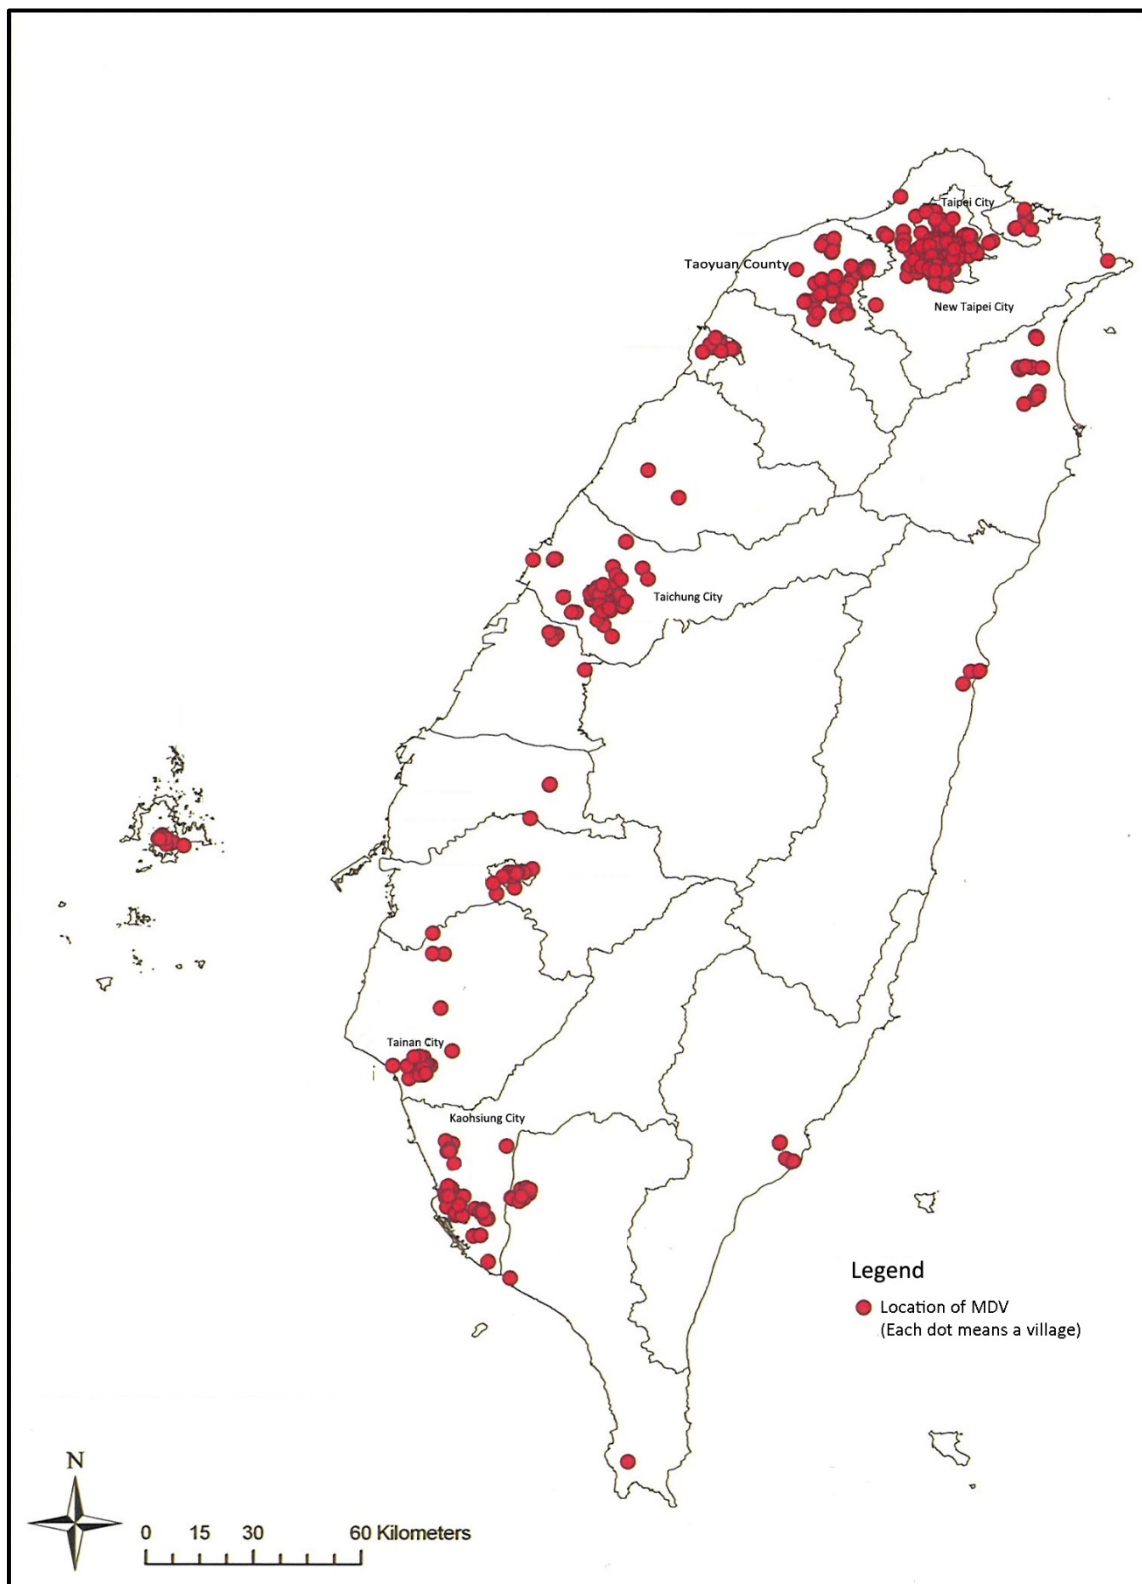 Taipei City
Taoyuan County
New Taipei City
Taichung City
Tainan City
Kaohsiung City
Legend
Location of MDV
(Each dot means a village)
N
0 15 30 60 Kilometers